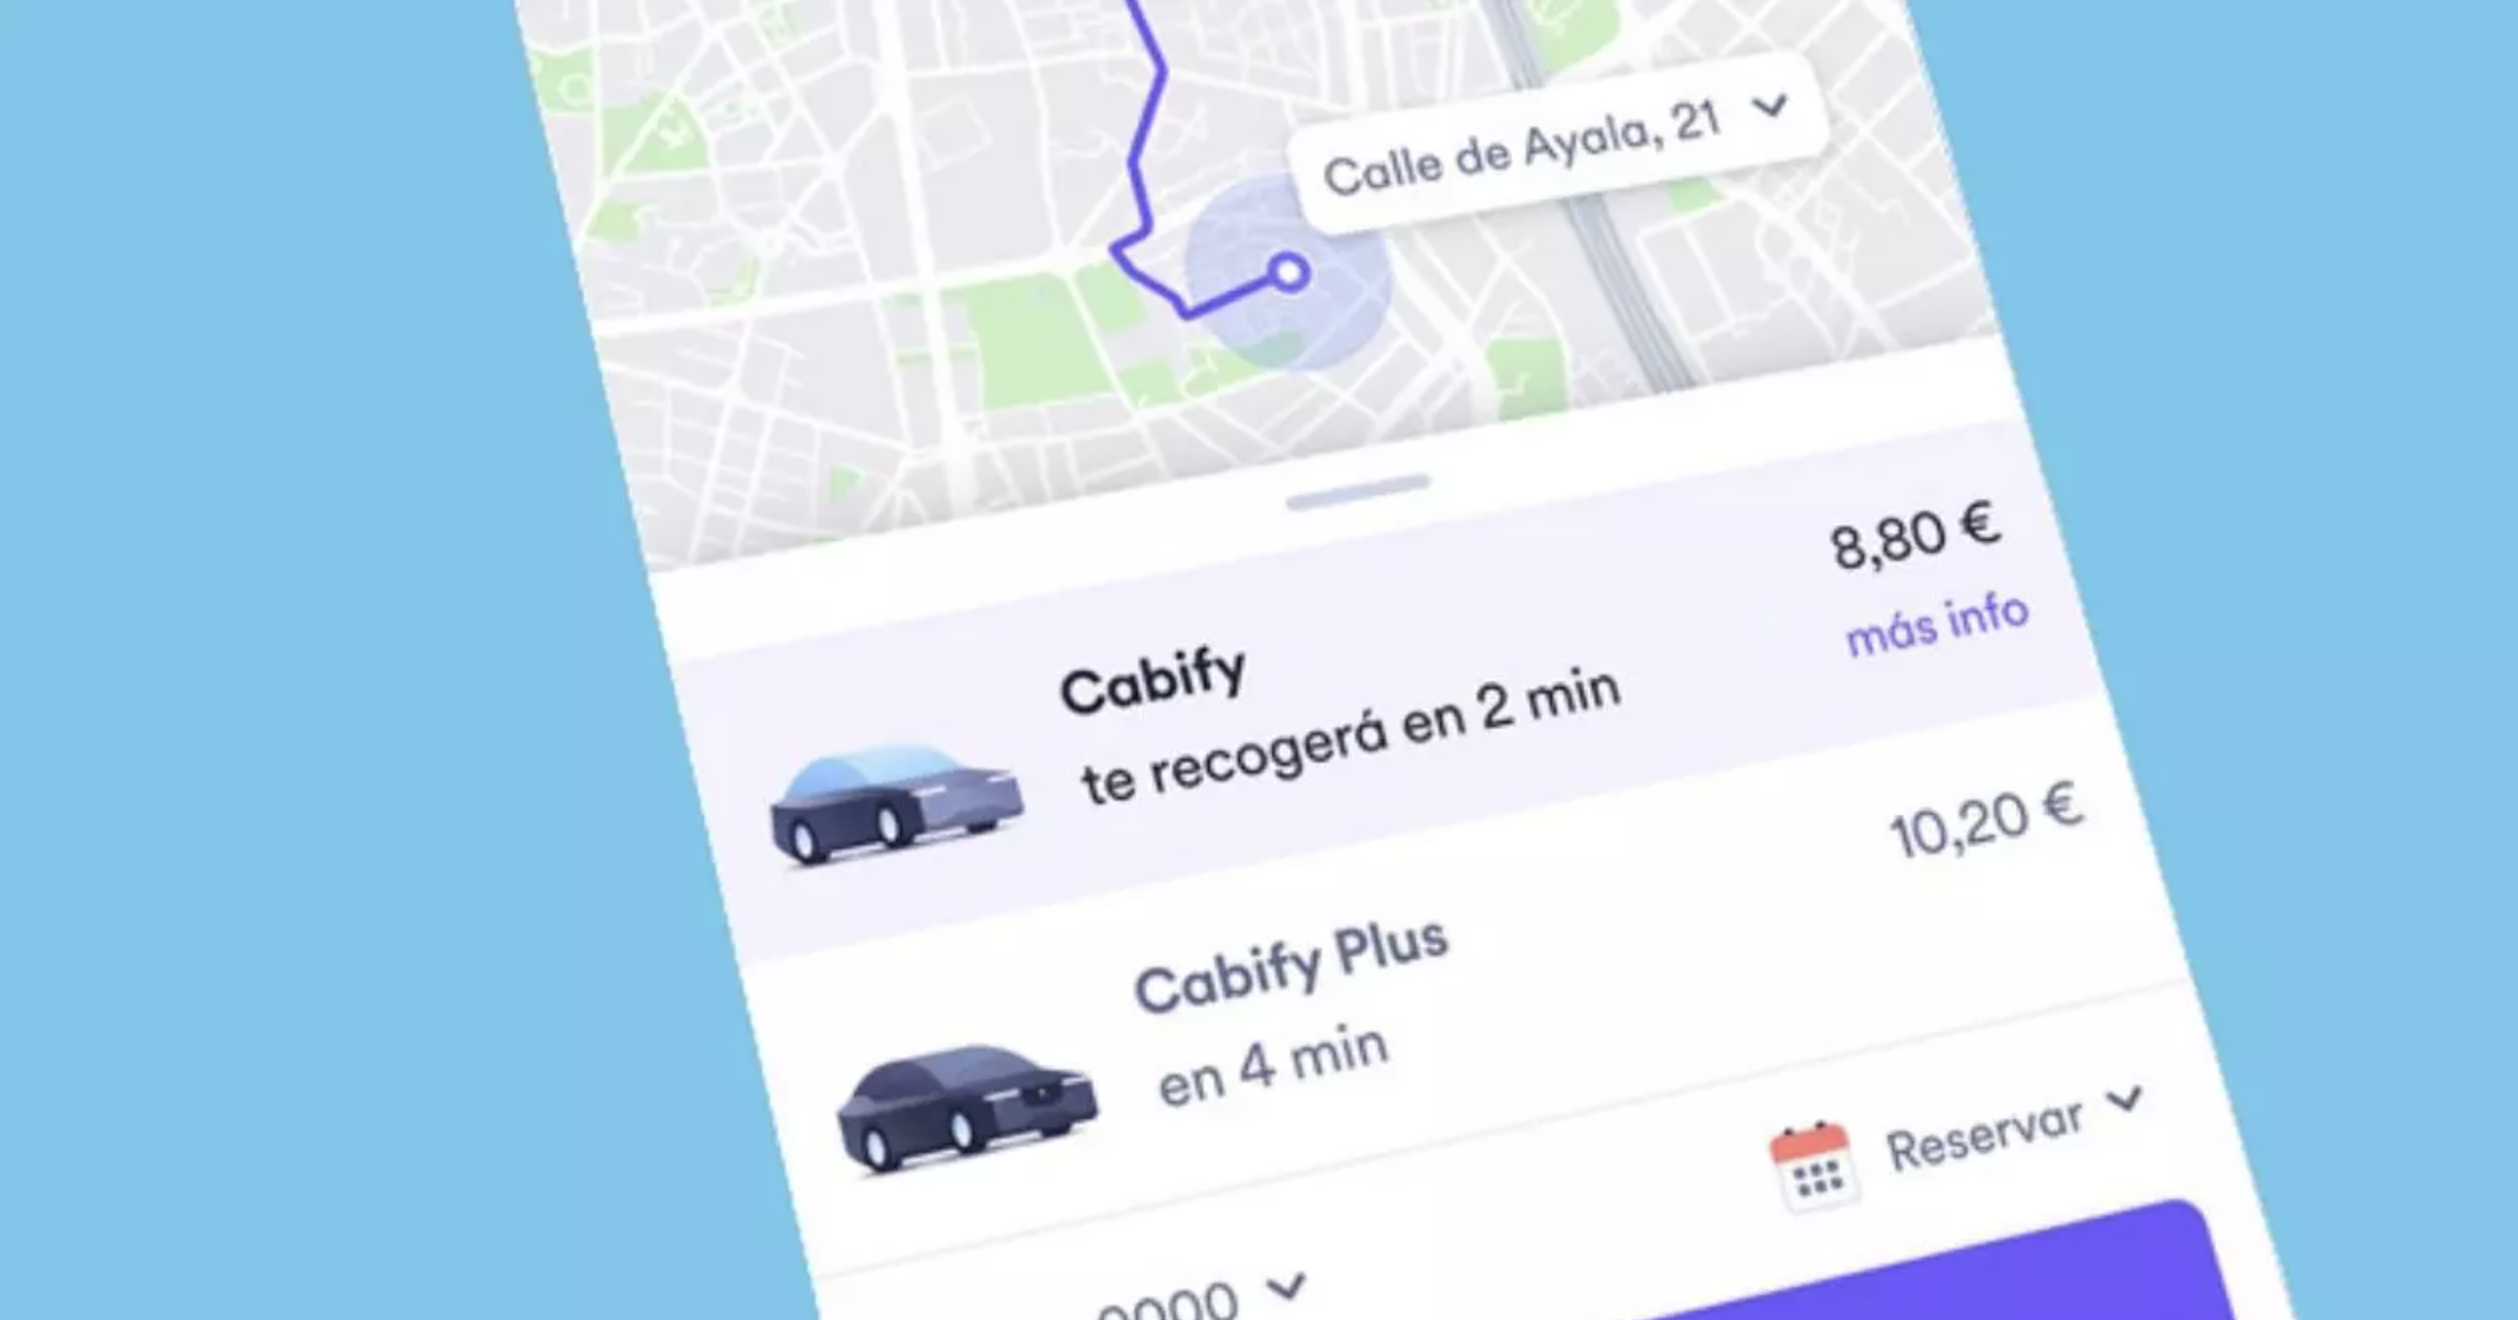 Calle de Ayala, 21
8,80 €
más info
Cabify
te recogerá en 2 min
10,20 €
Cabify Plus
en 4 min
Reservar
0000